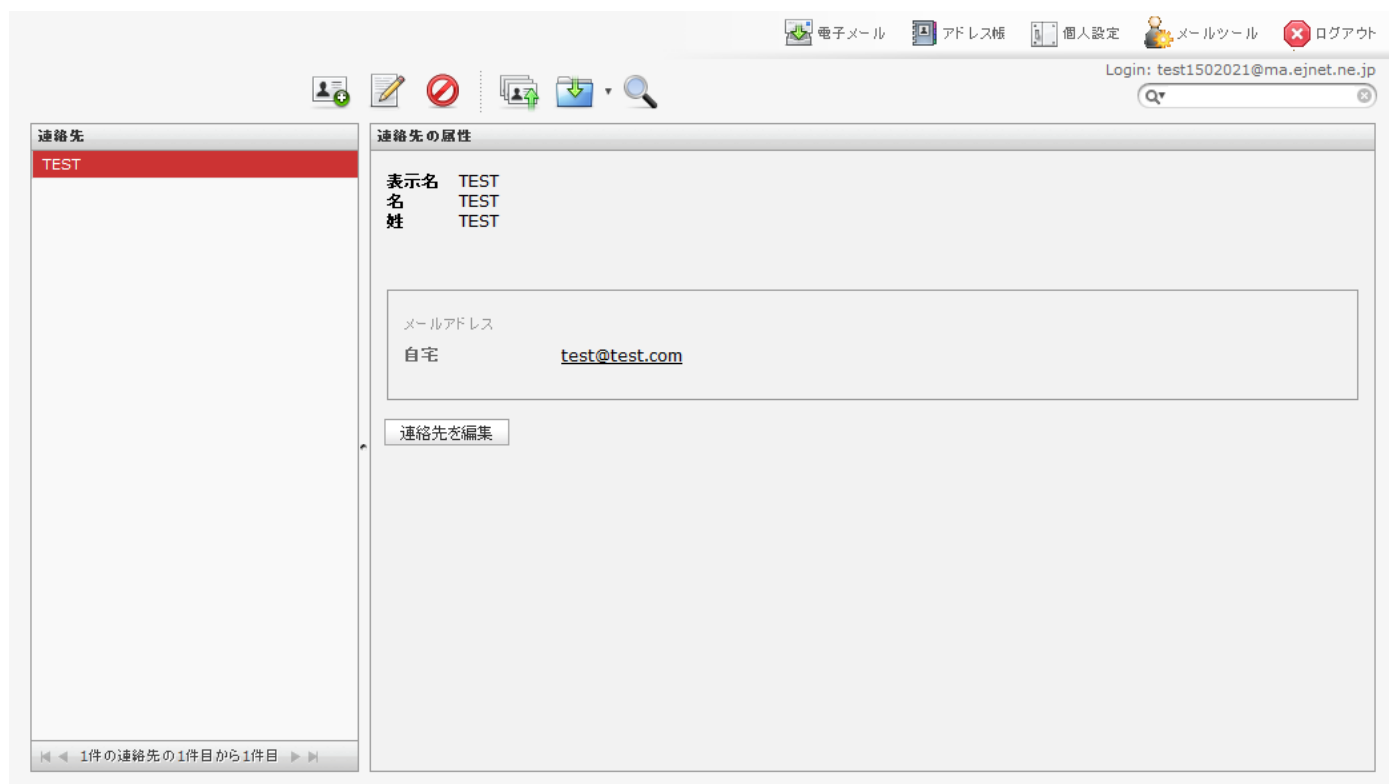 電子メール アドレス帳 個人設定 メールツール ログアウト
Login: test1502021@ma.ejnet.ne.jp
連絡先
TEST
1件の連絡先の1件目から1件目
連絡先の属性
表示名 TEST
名 TEST
姓 TEST
メールアドレス
自宅 test@test.com
連絡先を編集